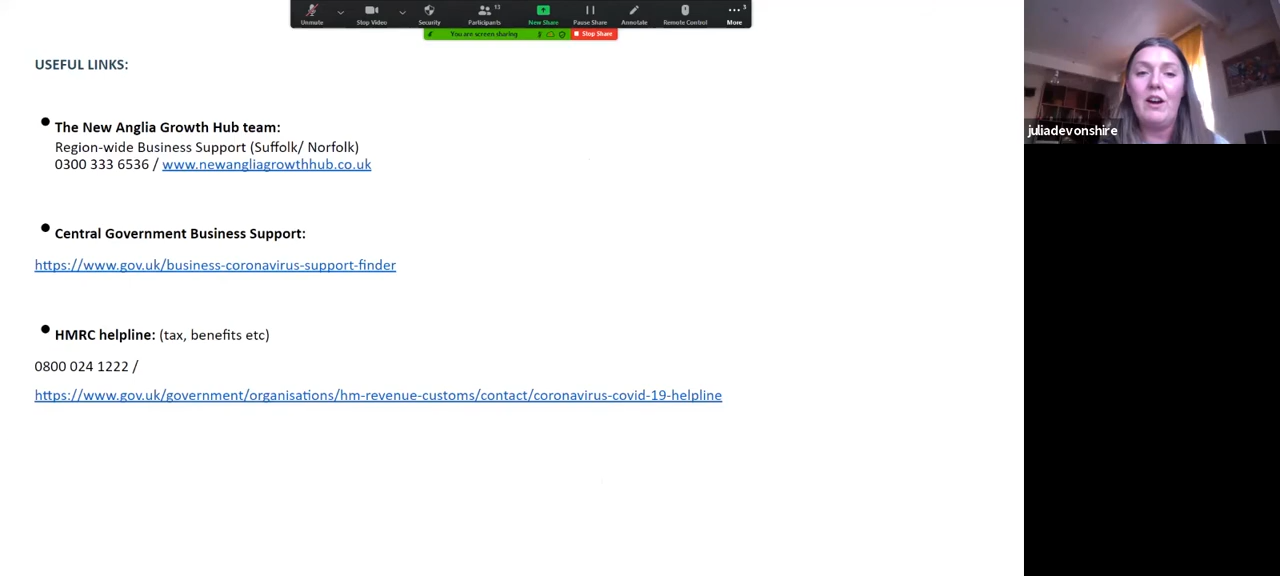 Unmute
Stop Video
Security
Participants
13
New Share
Pause Share
Annotate
Remote Control
More
3
You are screen sharing
Stop Share
juliadevonshire
USEFUL LINKS:
The New Anglia Growth Hub team:
Region-wide Business Support (Suffolk/ Norfolk)
0300 333 6536 / www.newangliagrowthhub.co.uk
Central Government Business Support:
https://www.gov.uk/business-coronavirus-support-finder
HMRC helpline: (tax, benefits etc)
0800 024 1222 /
https://www.gov.uk/government/organisations/hm-revenue-customs/contact/coronavirus-covid-19-helpline